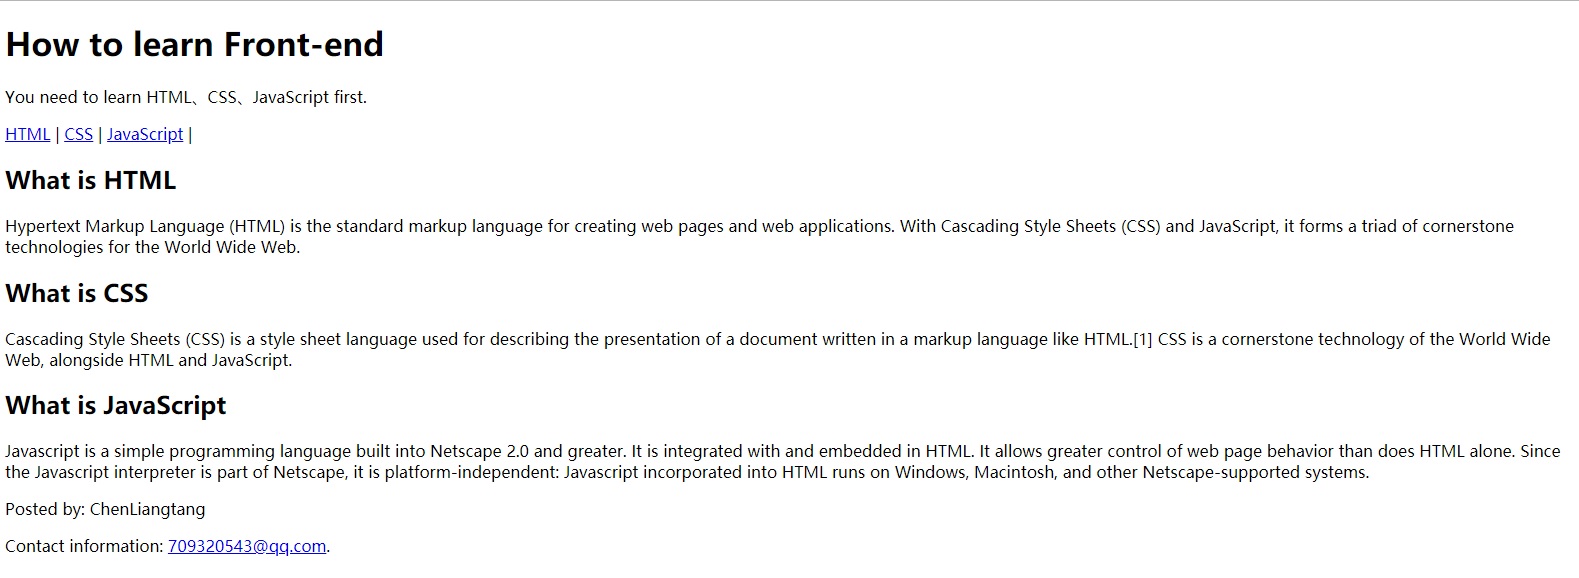 How to learn Front-end
You need to learn HTML、CSS、JavaScript first.
HTML | CSS | JavaScript |
What is HTML
Hypertext Markup Language (HTML) is the standard markup language for creating web pages and web applications. With Cascading Style Sheets (CSS) and JavaScript, it forms a triad of cornerstone
technologies for the World Wide Web.
What is CSS
Cascading Style Sheets (CSS) is a style sheet language used for describing the presentation of a document written in a markup language like HTML.[1] CSS is a cornerstone technology of the World Wide
Web, alongside HTML and JavaScript.
What is JavaScript
Javascript is a simple programming language built into Netscape 2.0 and greater. It is integrated with and embedded in HTML. It allows greater control of web page behavior than does HTML alone. Since
the Javascript interpreter is part of Netscape, it is platform-independent: Javascript incorporated into HTML runs on Windows, Macintosh, and other Netscape-supported systems.
Posted by: ChenLiangtang
Contact information: 709320543@qq.com.